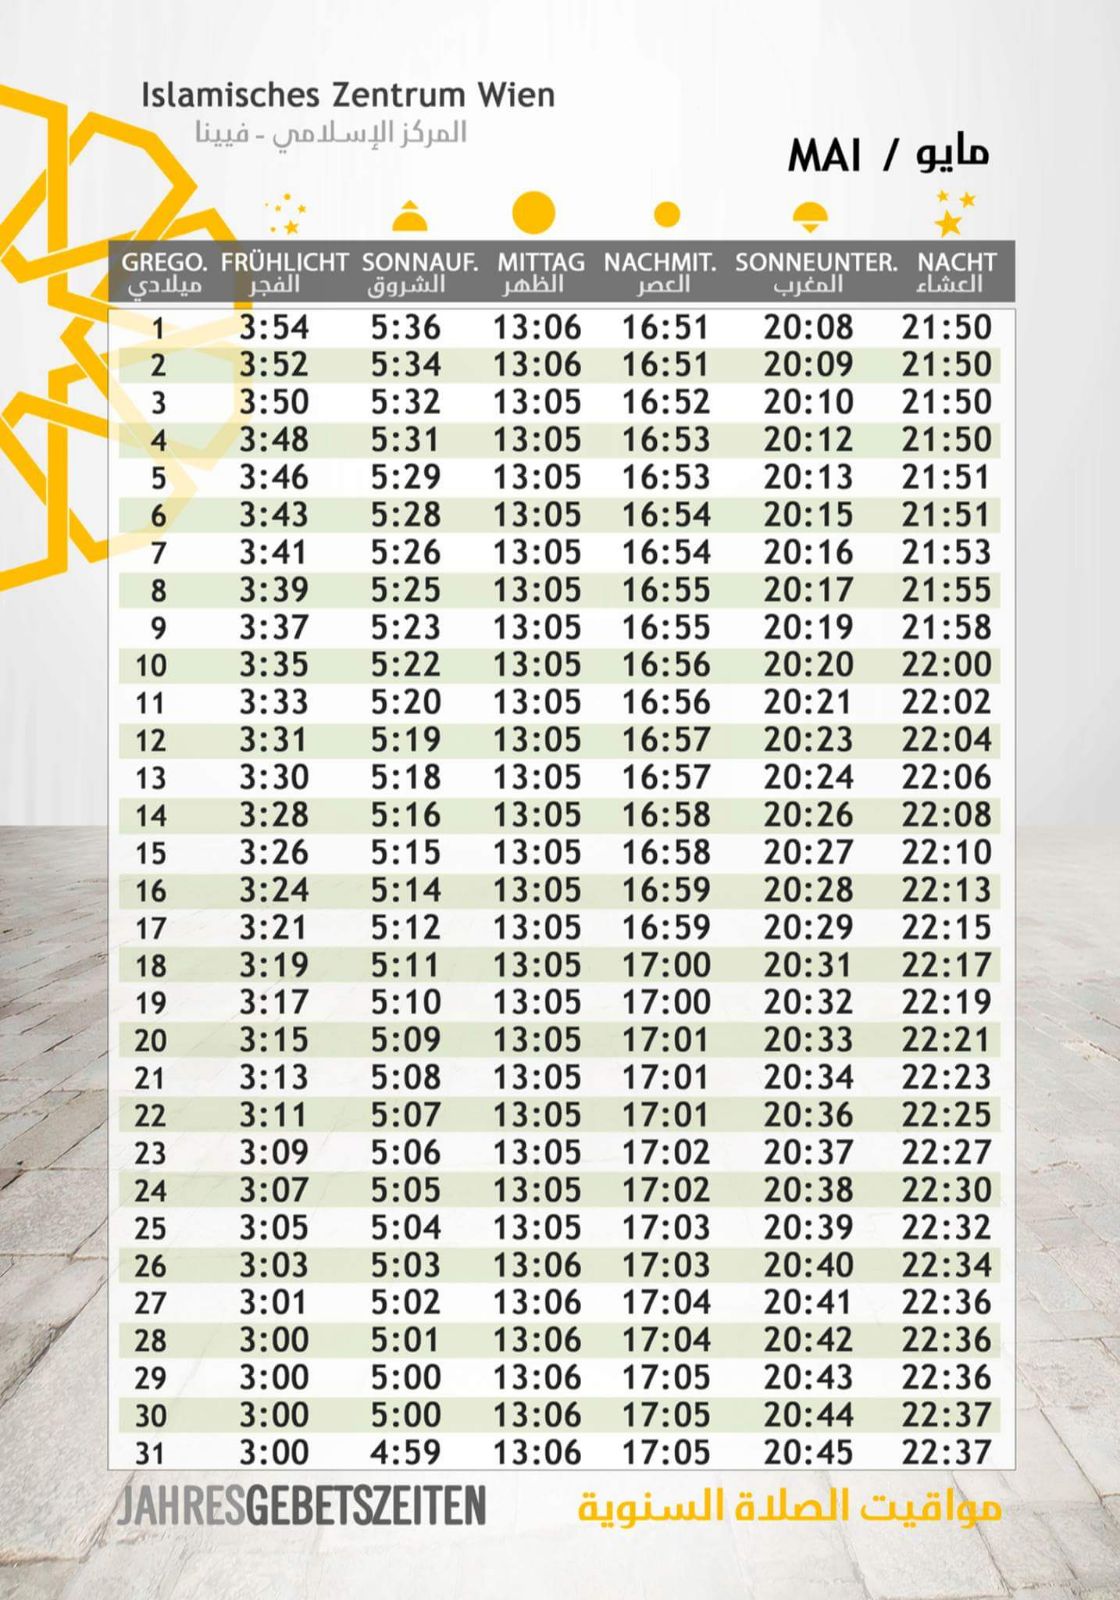 Islamisches Zentrum Wien
المركز الإسلامي - فيينا
MAI / مايو
GREGO. FRÜHLICHT SONNAUF. MITTAG NACHMIT. SONNEUNTER. NACHT
ميلادي الفجر الشروق الظهر العصر المغرب العشاء
1 3:54 5:36 13:06 16:51 20:08 21:50
2 3:52 5:34 13:06 16:51 20:09 21:50
3 3:50 5:32 13:05 16:52 20:10 21:50
4 3:48 5:31 13:05 16:53 20:12 21:50
5 3:46 5:29 13:05 16:53 20:13 21:51
6 3:43 5:28 13:05 16:54 20:15 21:51
7 3:41 5:26 13:05 16:54 20:16 21:53
8 3:39 5:25 13:05 16:55 20:17 21:55
9 3:37 5:23 13:05 16:55 20:19 21:58
10 3:35 5:22 13:05 16:56 20:20 22:00
11 3:33 5:20 13:05 16:56 20:21 22:02
12 3:31 5:19 13:05 16:57 20:23 22:04
13 3:30 5:18 13:05 16:57 20:24 22:06
14 3:28 5:16 13:05 16:58 20:26 22:08
15 3:26 5:15 13:05 16:58 20:27 22:10
16 3:24 5:14 13:05 16:59 20:28 22:13
17 3:21 5:12 13:05 16:59 20:29 22:15
18 3:19 5:11 13:05 17:00 20:31 22:17
19 3:17 5:10 13:05 17:00 20:32 22:19
20 3:15 5:09 13:05 17:01 20:33 22:21
21 3:13 5:08 13:05 17:01 20:34 22:23
22 3:11 5:07 13:05 17:01 20:36 22:25
23 3:09 5:06 13:05 17:02 20:37 22:27
24 3:07 5:05 13:05 17:02 20:38 22:30
25 3:05 5:04 13:05 17:03 20:39 22:32
26 3:03 5:03 13:06 17:03 20:40 22:34
27 3:01 5:02 13:06 17:04 20:41 22:36
28 3:00 5:01 13:06 17:04 20:42 22:36
29 3:00 5:00 13:06 17:05 20:43 22:36
30 3:00 5:00 13:06 17:05 20:44 22:37
31 3:00 4:59 13:06 17:05 20:45 22:37
JAHRESGEBETSZEITEN مواقيت الصلاة السنوية